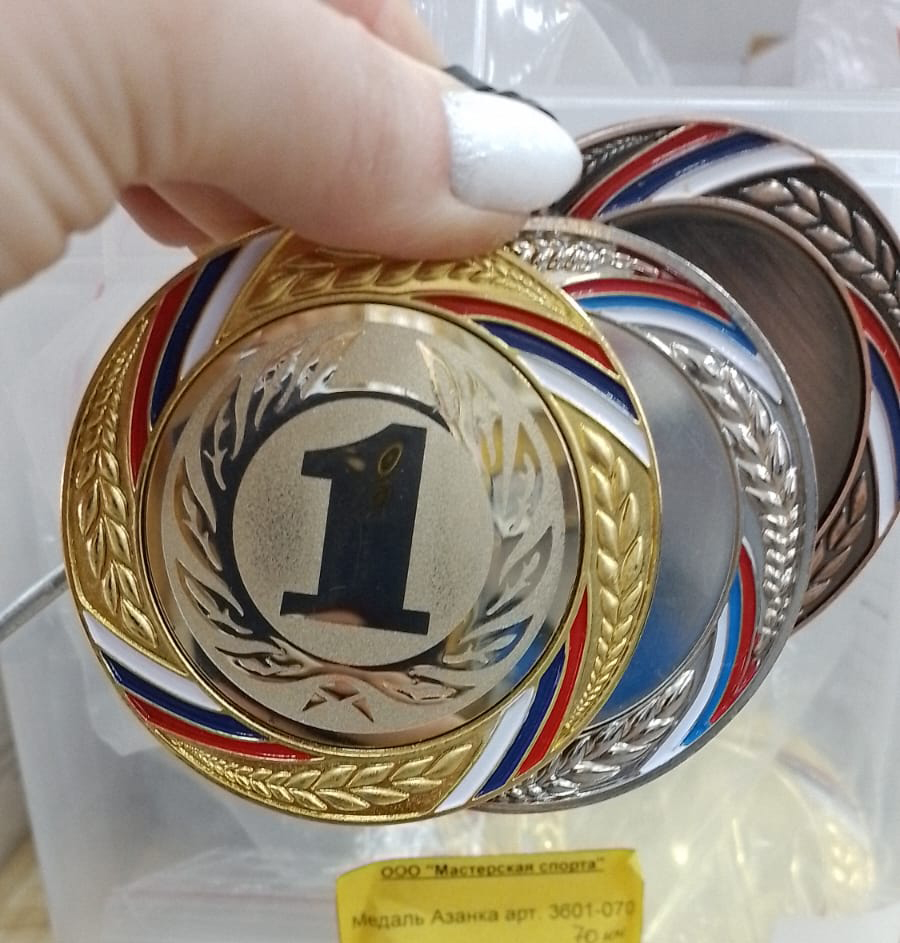 1
ООО "Мастерская спорта"
Медаль Азанка арт. 3601-070
70 мм